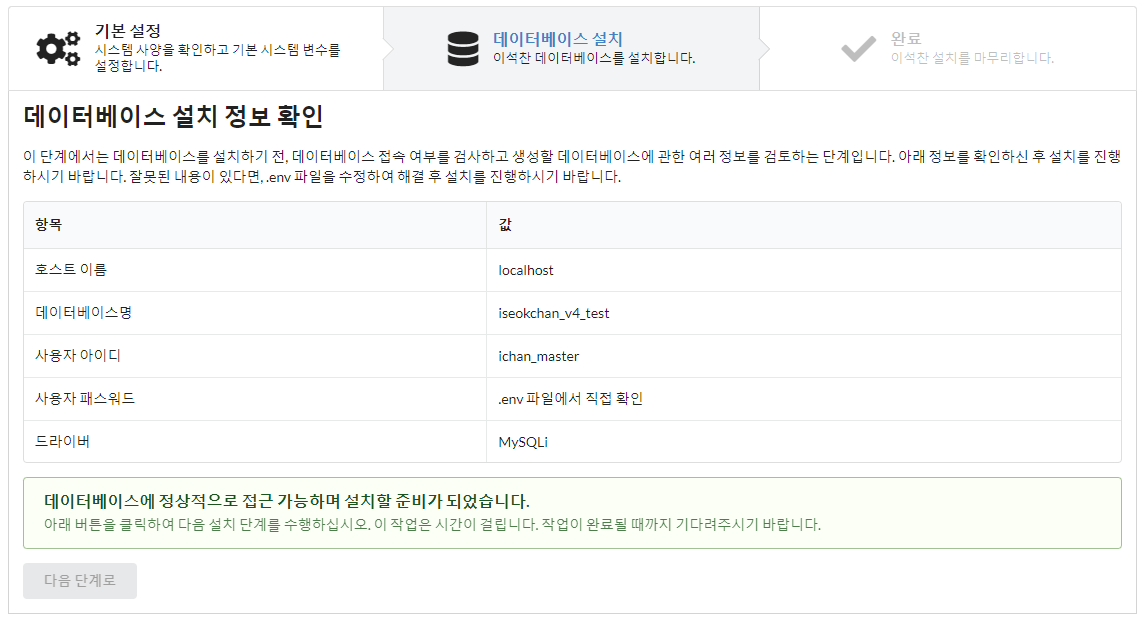 기본 설정
시스템 사양을 확인하고 기본 시스템 변수를
설정합니다.
데이터베이스 설치
이석찬 데이터베이스를 설치합니다.
완료
이석찬 설치를 마무리합니다.
데이터베이스 설치 정보 확인
이 단계에서는 데이터베이스를 설치하기 전, 데이터베이스 접속 여부를 검사하고 생성할 데이터베이스에 관한 여러 정보를 검토하는 단계입니다. 아래 정보를 확인하신 후 설치를 진행
하시기 바랍니다. 잘못된 내용이 있다면, .env 파일을 수정하여 해결 후 설치를 진행하시기 바랍니다.
항목 값
호스트 이름 localhost
데이터베이스명 iseokchan_v4_test
사용자 아이디 ichan_master
사용자 패스워드 .env 파일에서 직접 확인
드라이버 MySQLi
데이터베이스에 정상적으로 접근 가능하며 설치할 준비가 되었습니다.
아래 버튼을 클릭하여 다음 설치 단계를 수행하십시오. 이 작업은 시간이 걸립니다. 작업이 완료될 때까지 기다려주시기 바랍니다.
다음 단계로